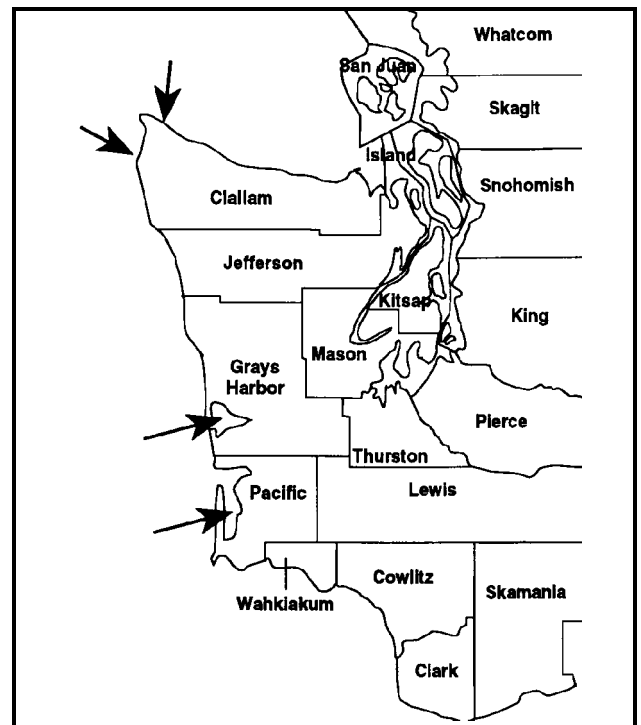 Whatcom
San Juan
Skagit
Island
Snohomish
Clallam
Jefferson
Kitsap
King
Mason
Grays
Harbor
Pierce
Thurston
Pacific
Lewis
Cowlitz
Skamania
Wahkiakum
Clark